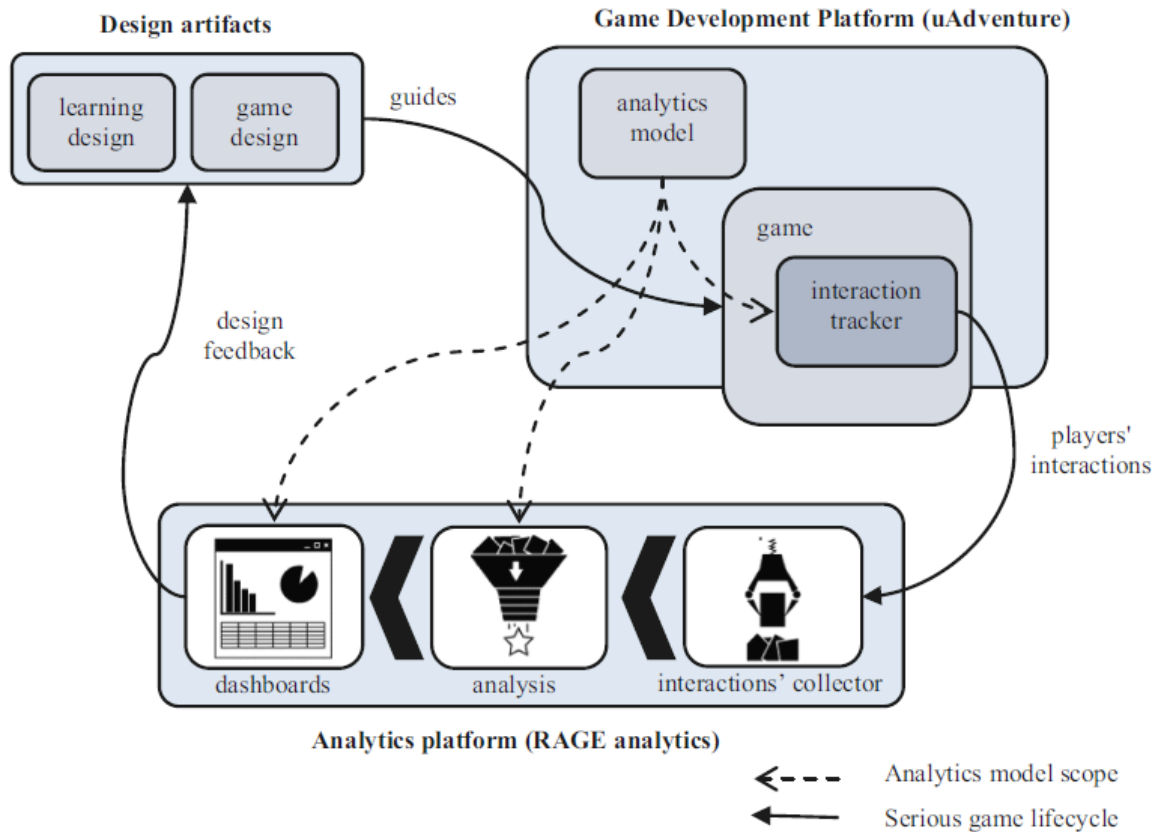 Design artifacts
Game Development Platform (uAdventure)
learning
design
game
design
guides
analytics
model
game
interaction
tracker
design
feedback
players'
interactions
dashboards
analysis
interactions’ collector
Analytics platform (RAGE analytics)
Analytics model scope
Serious game lifecycle